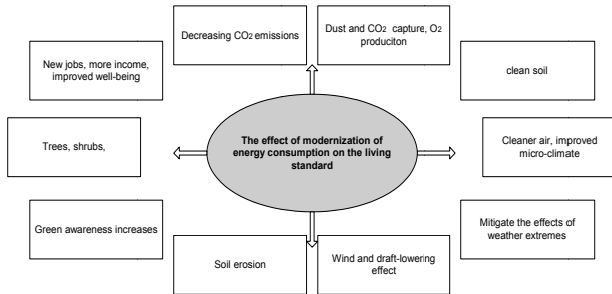 Decreasing CO2 emissions
Dust and CO2 capture, O2
produciton
New jobs, more income,
improved well-being
clean soil
The effect of modernization of
energy consumption on the living
standard
Trees, shrubs,
Cleaner air, improved
micro-climate
Green awareness increases
Mitigate the effects of
weather extremes
Soil erosion
Wind and draft-lowering
effect